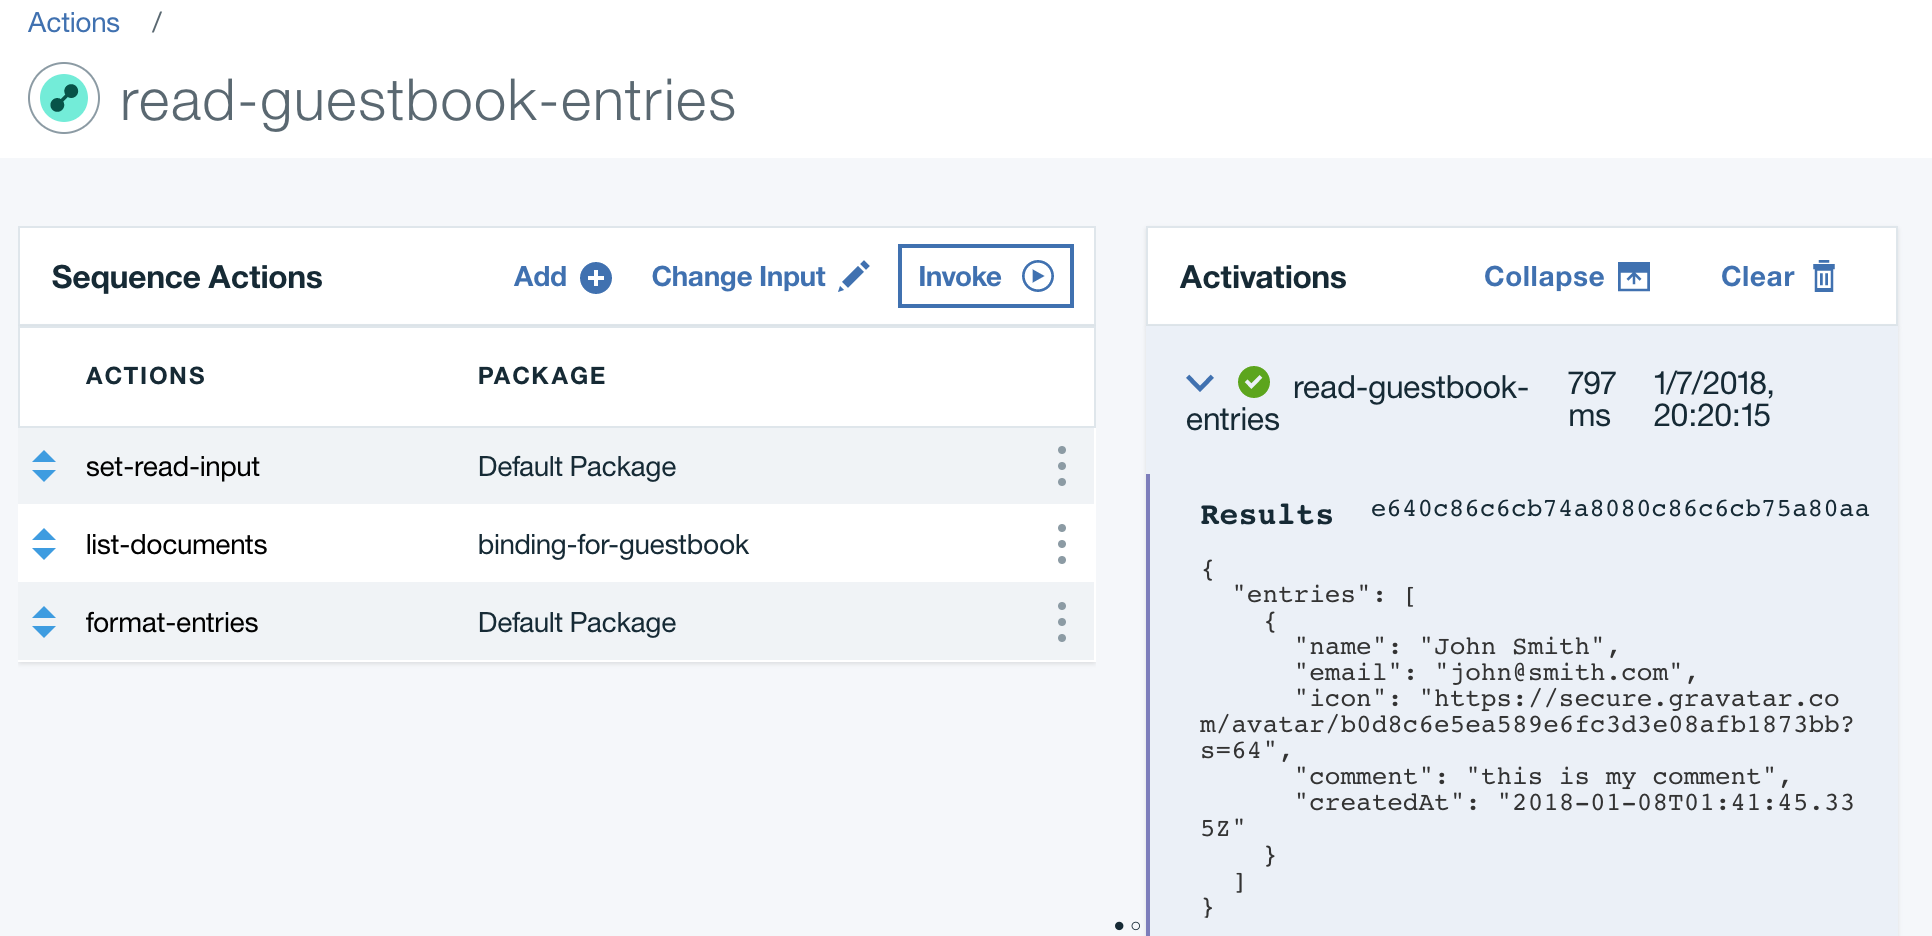 Actions /
read-guestbook-entries
Sequence Actions Add Change Input Invoke
ACTIONS PACKAGE
set-read-input Default Package
list-documents binding-for-guestbook
format-entries Default Package
Activations Collapse Clear
read-guestbook- 797 1/7/2018,
entries ms 20:20:15
Results e640c86c6cb74a8080c86c6cb75a80aa
{
"entries": [
{
"name": "John Smith",
"email": "john@smith.com",
"icon": "https://secure.gravatar.co
m/avatar/b0d8c6e5ea589e6fc3d3e08afb1873bb?
s=64",
"comment": "this is my comment",
"createdAt": "2018-01-08T01:41:45.33
5Z"
}
]
}